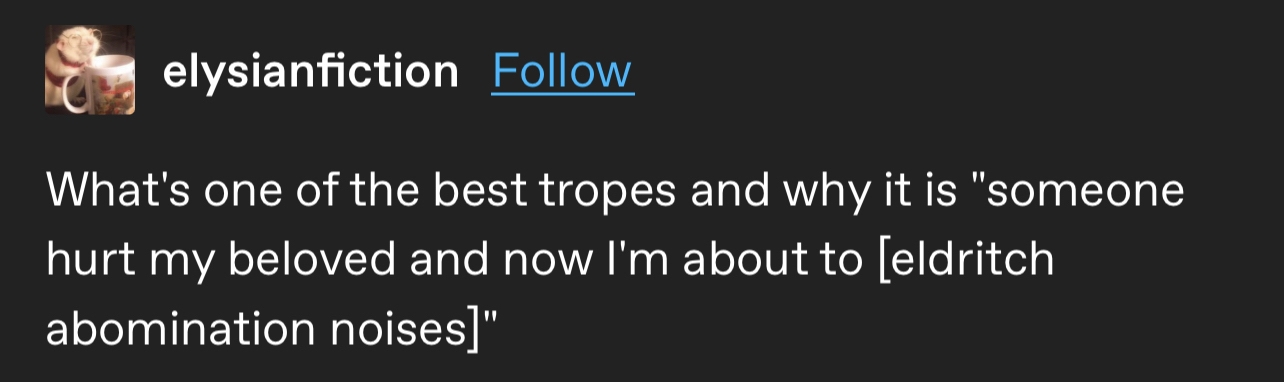 elysianfiction Follow
What's one of the best tropes and why it is "someone
hurt my beloved and now I'm about to [eldritch
abomination noises]"